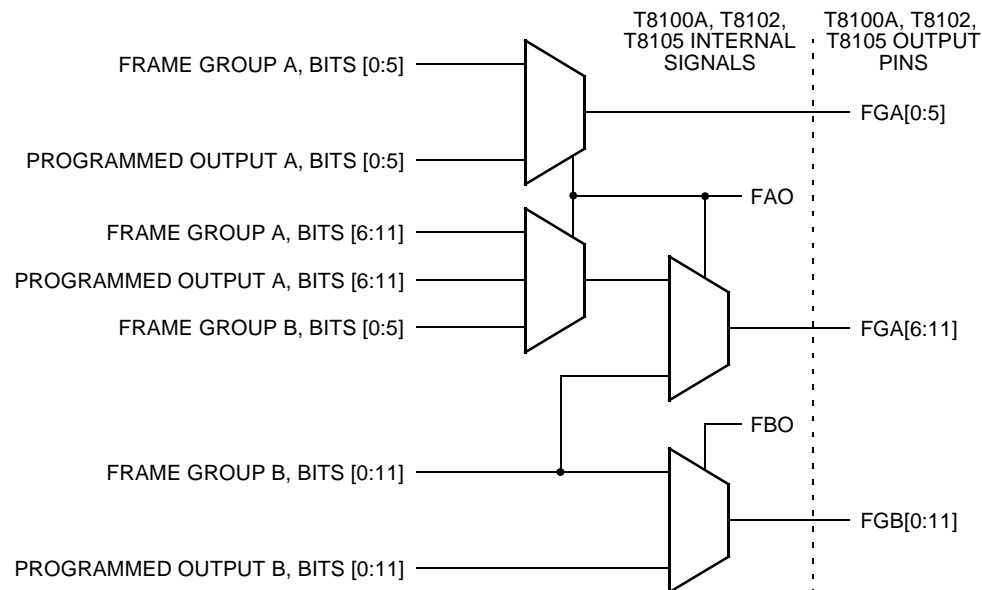 T8100A, T8102,
T8105 INTERNAL
SIGNALS
T8100A, T8102,
T8105 OUTPUT
PINS
FRAME GROUP A, BITS [0:5]
FGA[0:5]
PROGRAMMED OUTPUT A, BITS [0:5]
FAO
FRAME GROUP A, BITS [6:11]
PROGRAMMED OUTPUT A, BITS [6:11]
FRAME GROUP B, BITS [0:5]
FGA[6:11]
FBO
FRAME GROUP B, BITS [0:11]
FGB[0:11]
PROGRAMMED OUTPUT B, BITS [0:11]